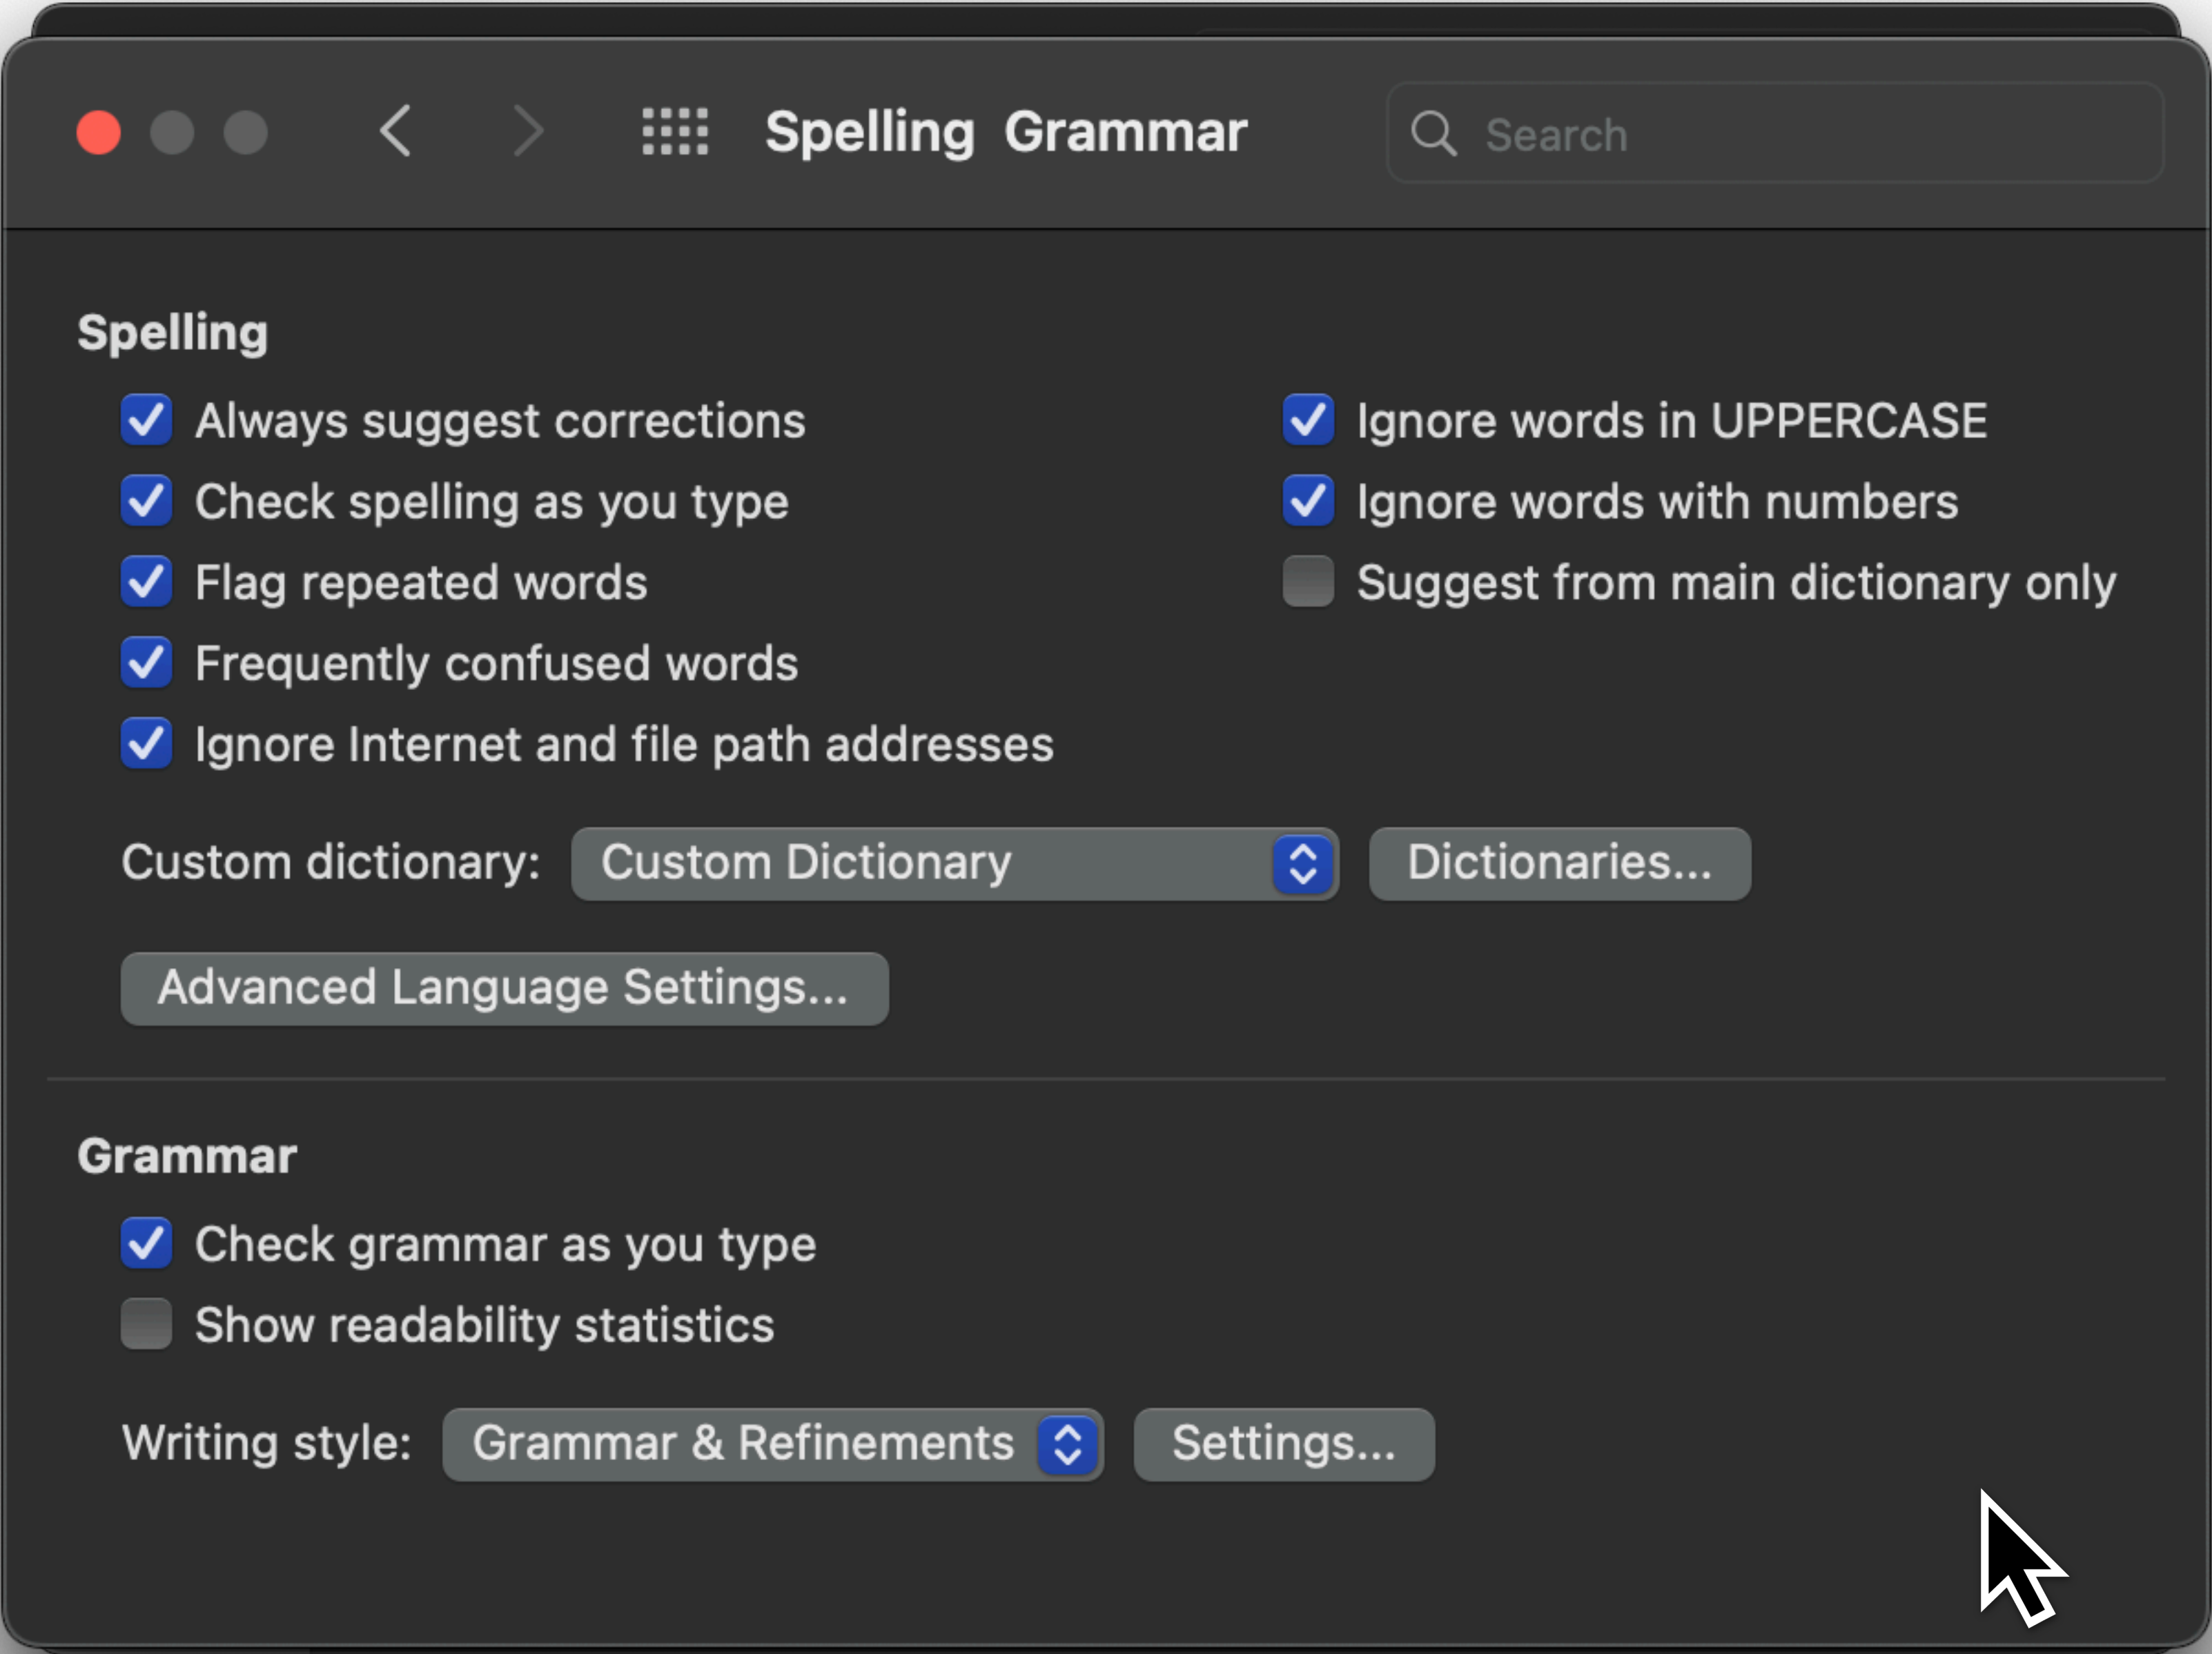 Spelling Grammar
Search
Spelling
Always suggest corrections
Check spelling as you type
Flag repeated words
Frequently confused words
Ignore Internet and file path addresses
Ignore words in UPPERCASE
Ignore words with numbers
Suggest from main dictionary only
Custom dictionary: Custom Dictionary Dictionaries...
Advanced Language Settings...
Grammar
Check grammar as you type
Show readability statistics
Writing style: Grammar & Refinements Settings...